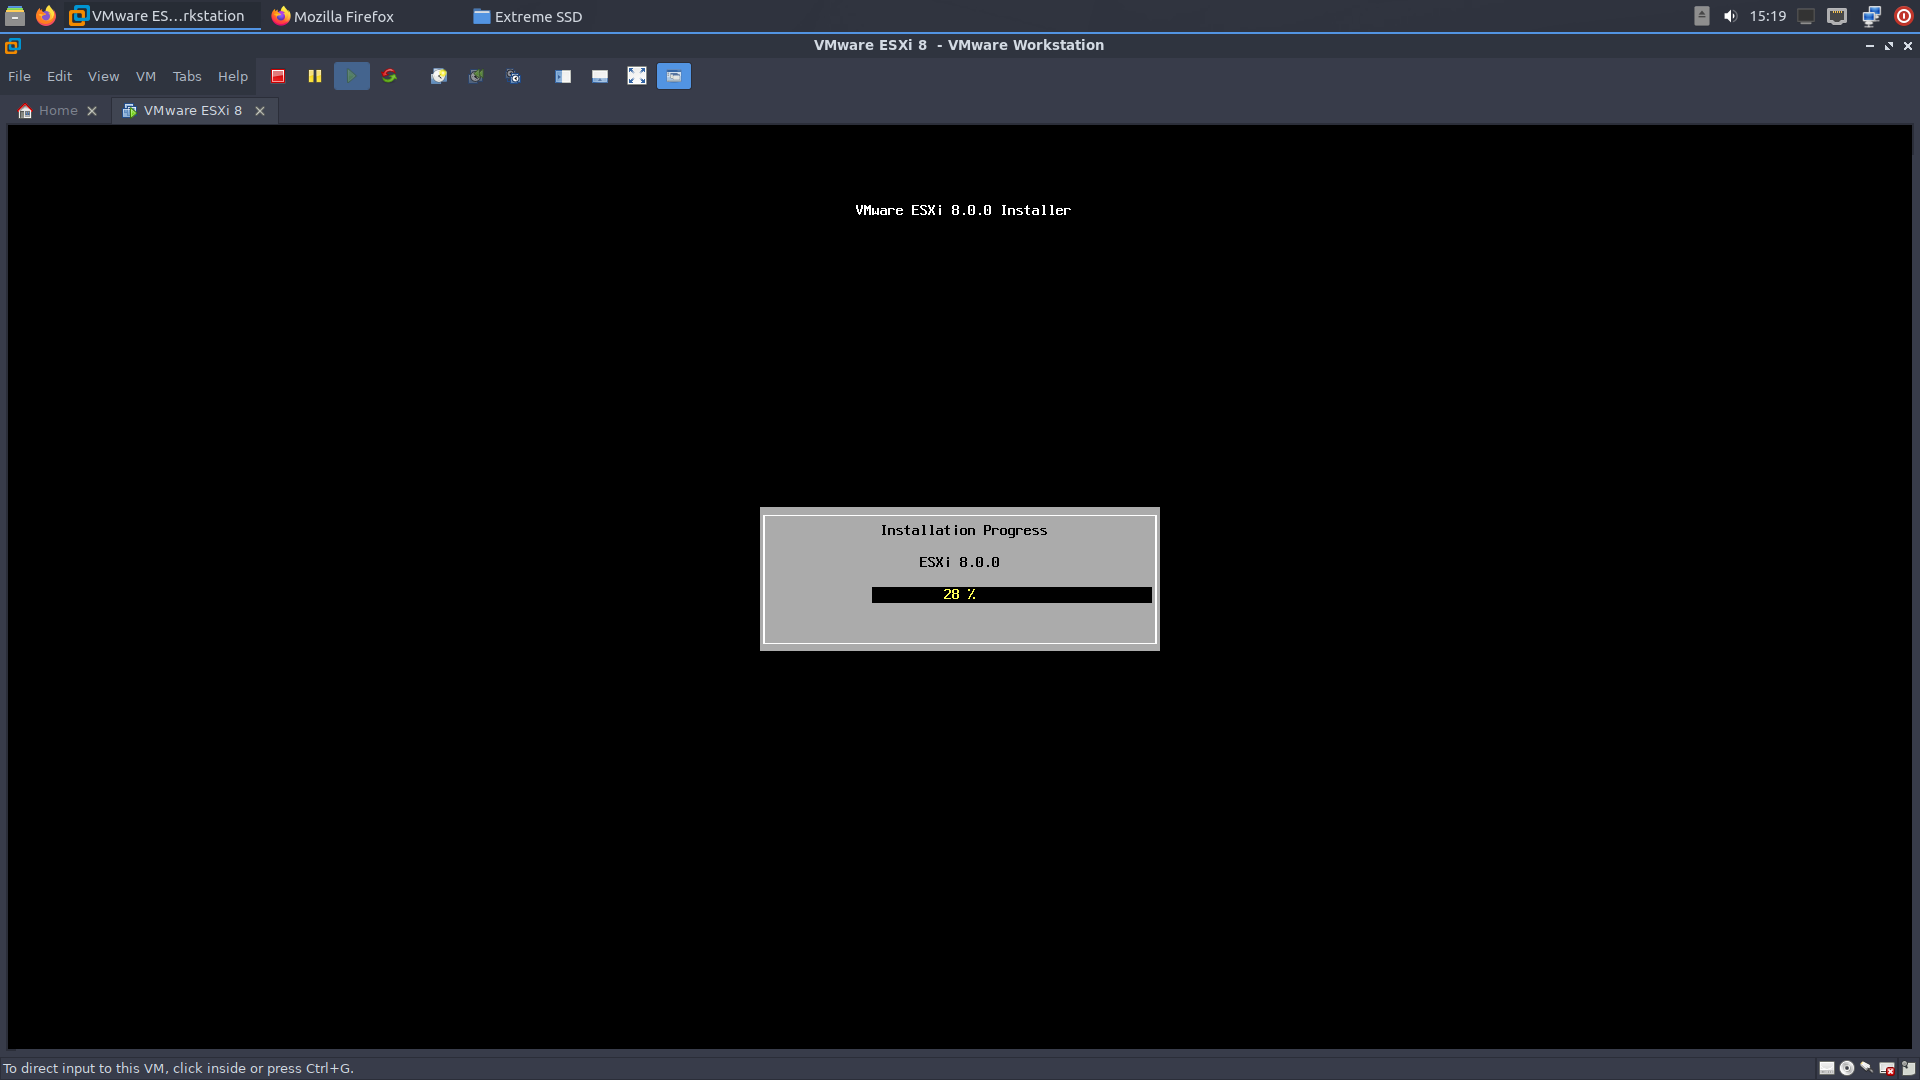 VMware ES...rkstation Mozilla Firefox Extreme SSD 15:19
VMware ESXi 8 - VMware Workstation
File Edit View VM Tabs Help
Home VMware ESXi 8
VMware ESXi 8.0.0 Installer
Installation Progress
ESXi 8.0.0
28 %
To direct input to this VM, click inside or press Ctrl+G.